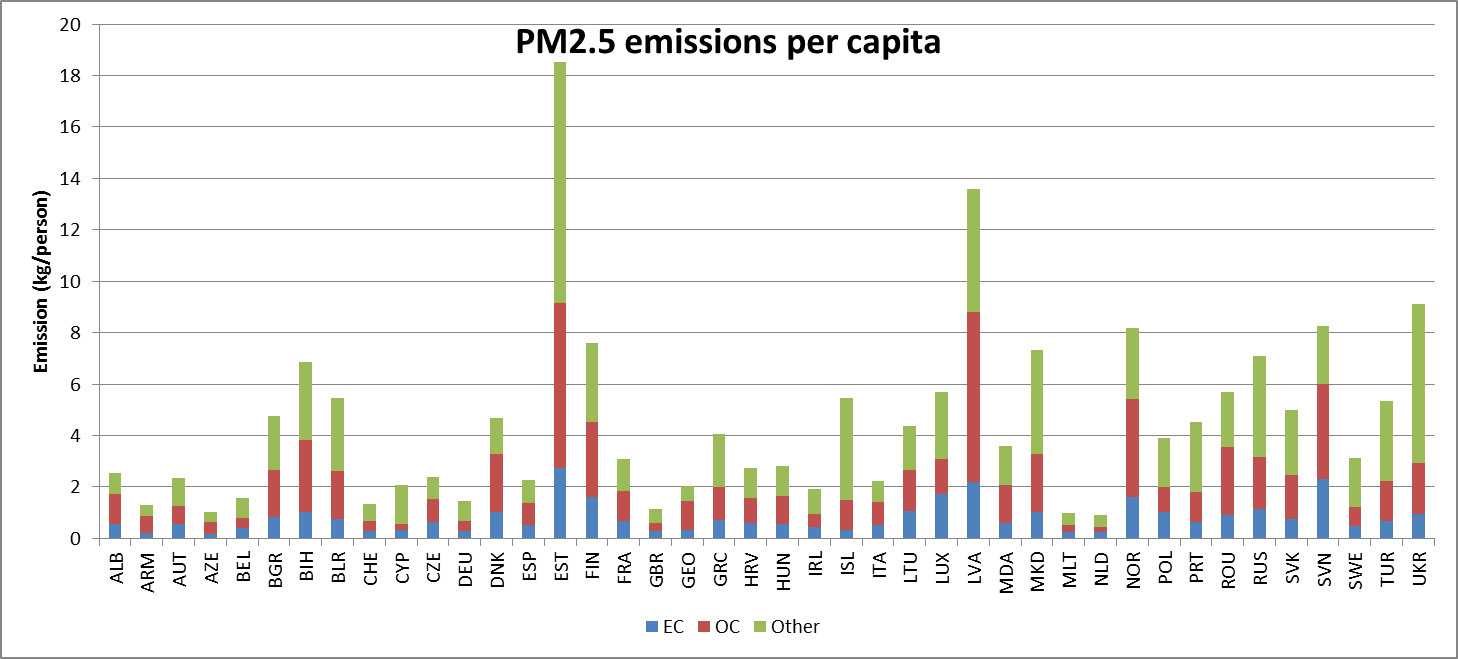 PM2.5 emissions per capita
Emission (kg/person)
20
18
16
14
12
10
8
6
4
2
0
ALB ARM AUT AZE BEL BGR BIH BLR CHE CYP CZE DEU DNK ESP EST FIN FRA GBR GEO GRC HRV HUN IRL ISL ITA LTU LUX LVA MDA MKD MLT NLD NOR POL PRT ROU RUS SVK SVN SWE TUR UKR
EC OC Other